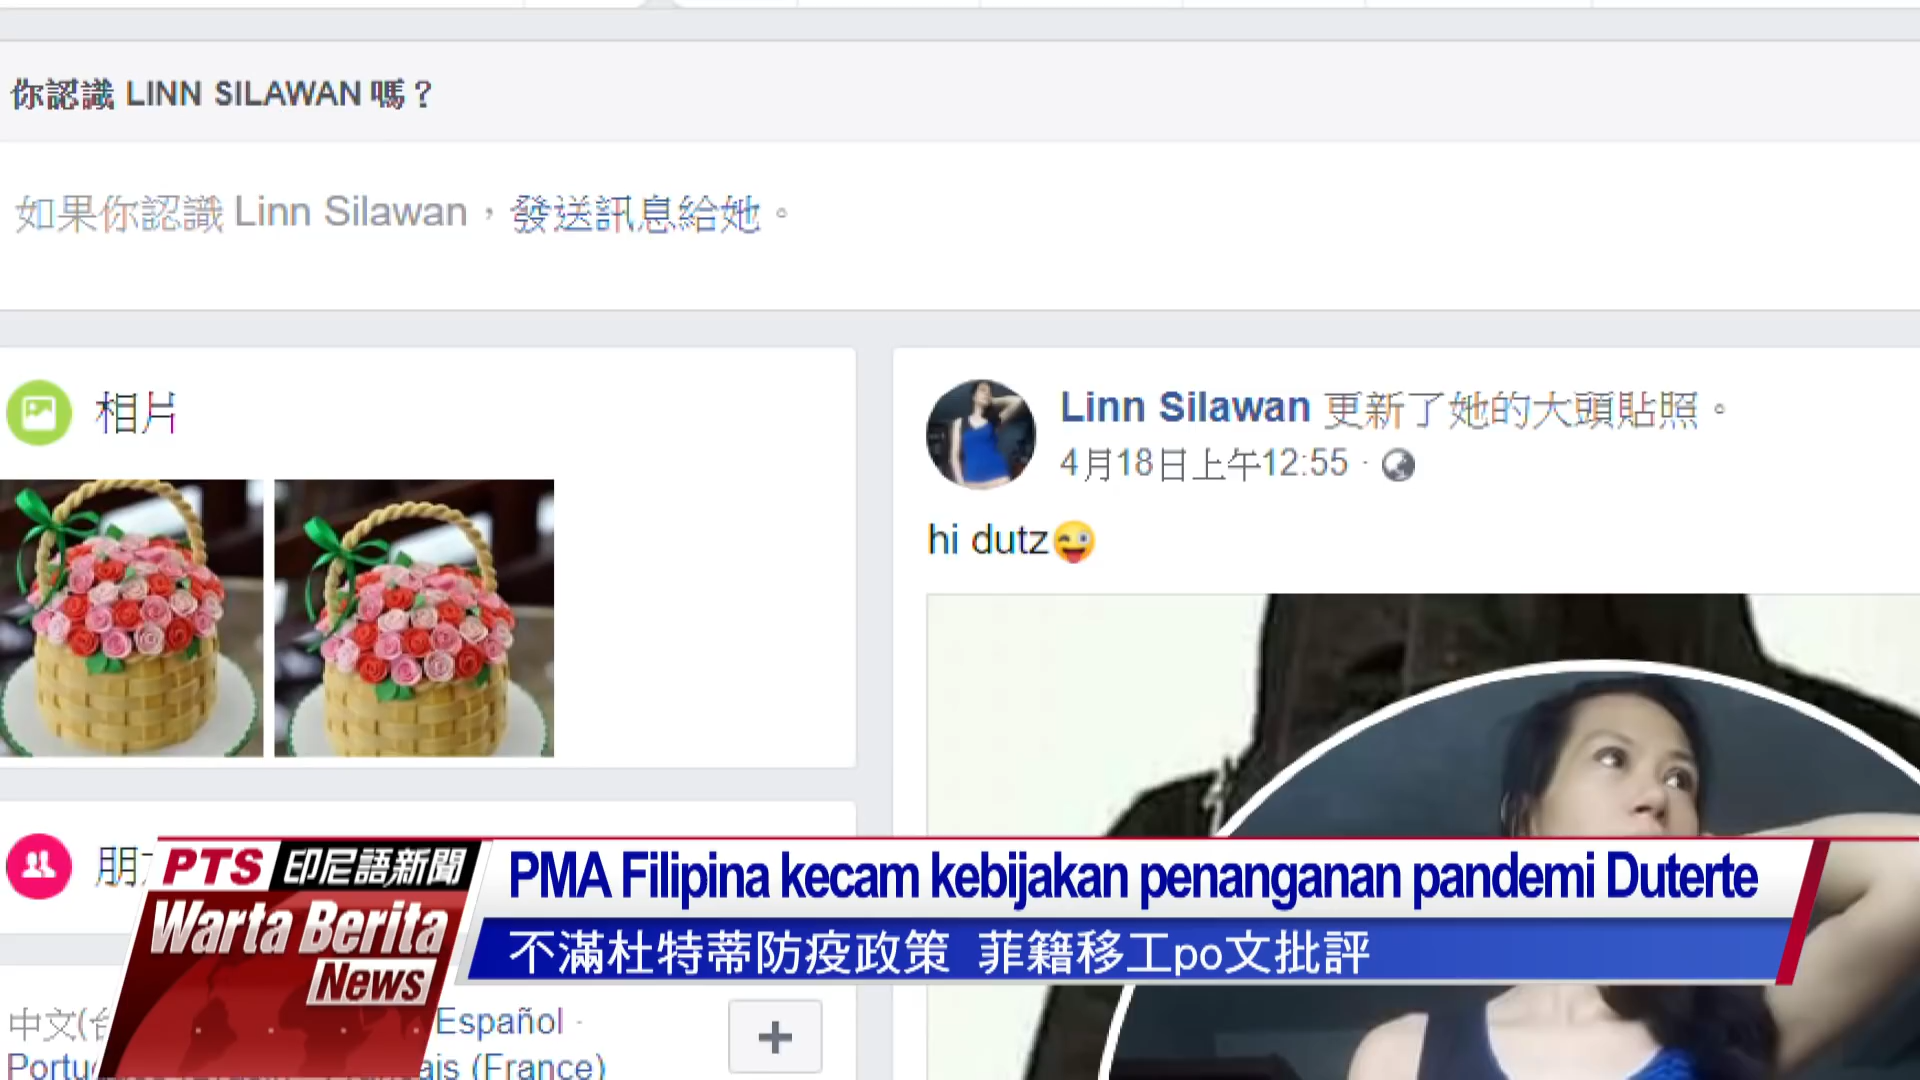 你認識 LINN SILAWAN 嗎？
如果你認識 Linn Silawan，發送訊息給她。
相片
Linn Silawan 更新了她的大頭貼照。
4月18日上午12:55 ·
hi dutz😜
PTS 印尼語新聞
Warta Berita
News
PMA Filipina kecam kebijakan penanganan pandemi Duterte
不滿杜特蒂防疫政策 菲籍移工po文批評
中文(
Español ·
(France)